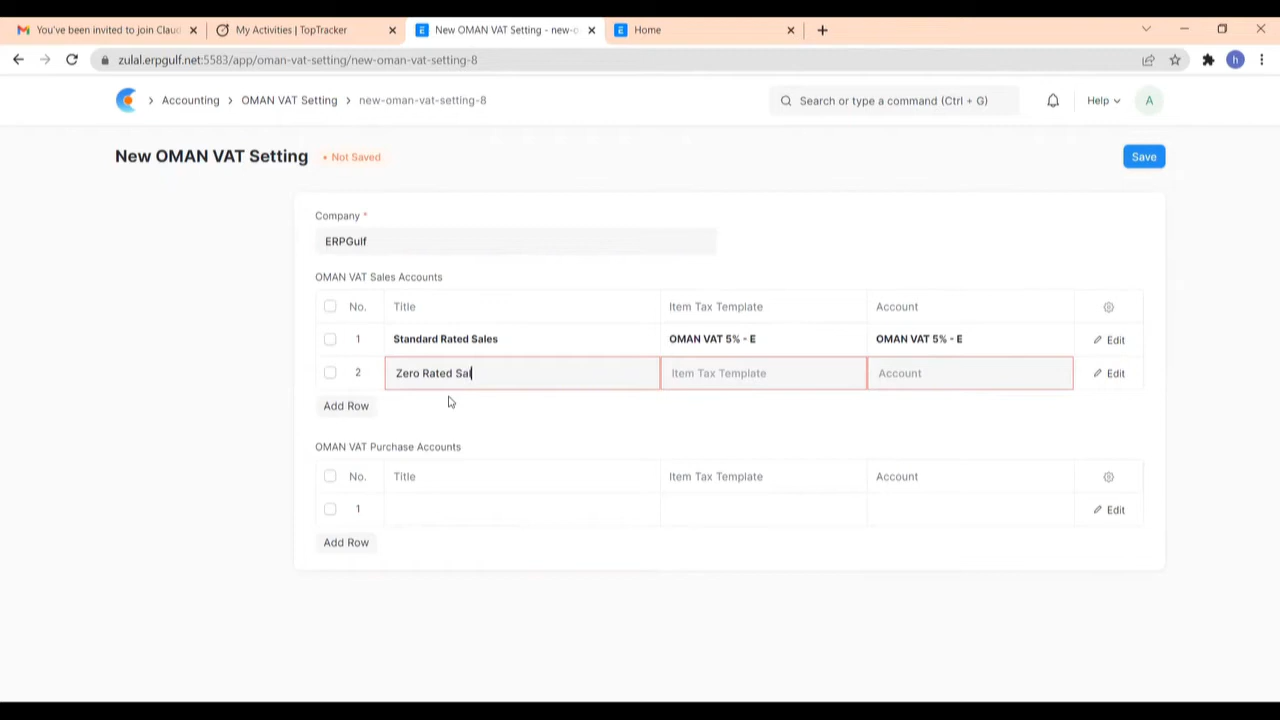 You've been invited to join Claud
My Activities | TopTracker
New OMAN VAT Setting - new-o
Home
zulal.erpgulf.net:5583/app/oman-vat-setting/new-oman-vat-setting-8
h
Accounting
OMAN VAT Setting
new-oman-vat-setting-8
Search or type a command (Ctrl + G)
Help
A
New OMAN VAT Setting
• Not Saved
Save
Company *
ERPGulf
OMAN VAT Sales Accounts
No. Title Item Tax Template Account
1 Standard Rated Sales OMAN VAT 5% - E OMAN VAT 5% - E Edit
2 Zero Rated Sal Item Tax Template Account Edit
Add Row
OMAN VAT Purchase Accounts
No. Title Item Tax Template Account
1 Edit
Add Row